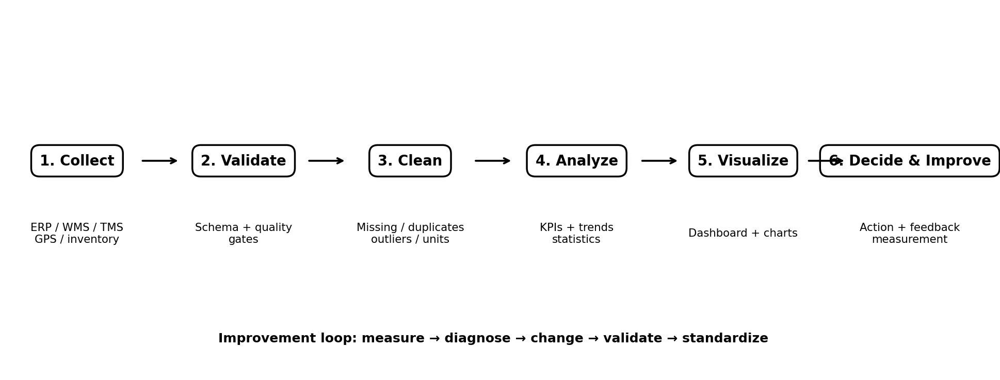 1. Collect
2. Validate
3. Clean
4. Analyze
5. Visualize
6. Decide & Improve
ERP / WMS / TMS
GPS / inventory
Schema + quality
gates
Missing / duplicates
outliers / units
KPIs + trends
statistics
Dashboard + charts
Action + feedback
measurement
Improvement loop: measure → diagnose → change → validate → standardize